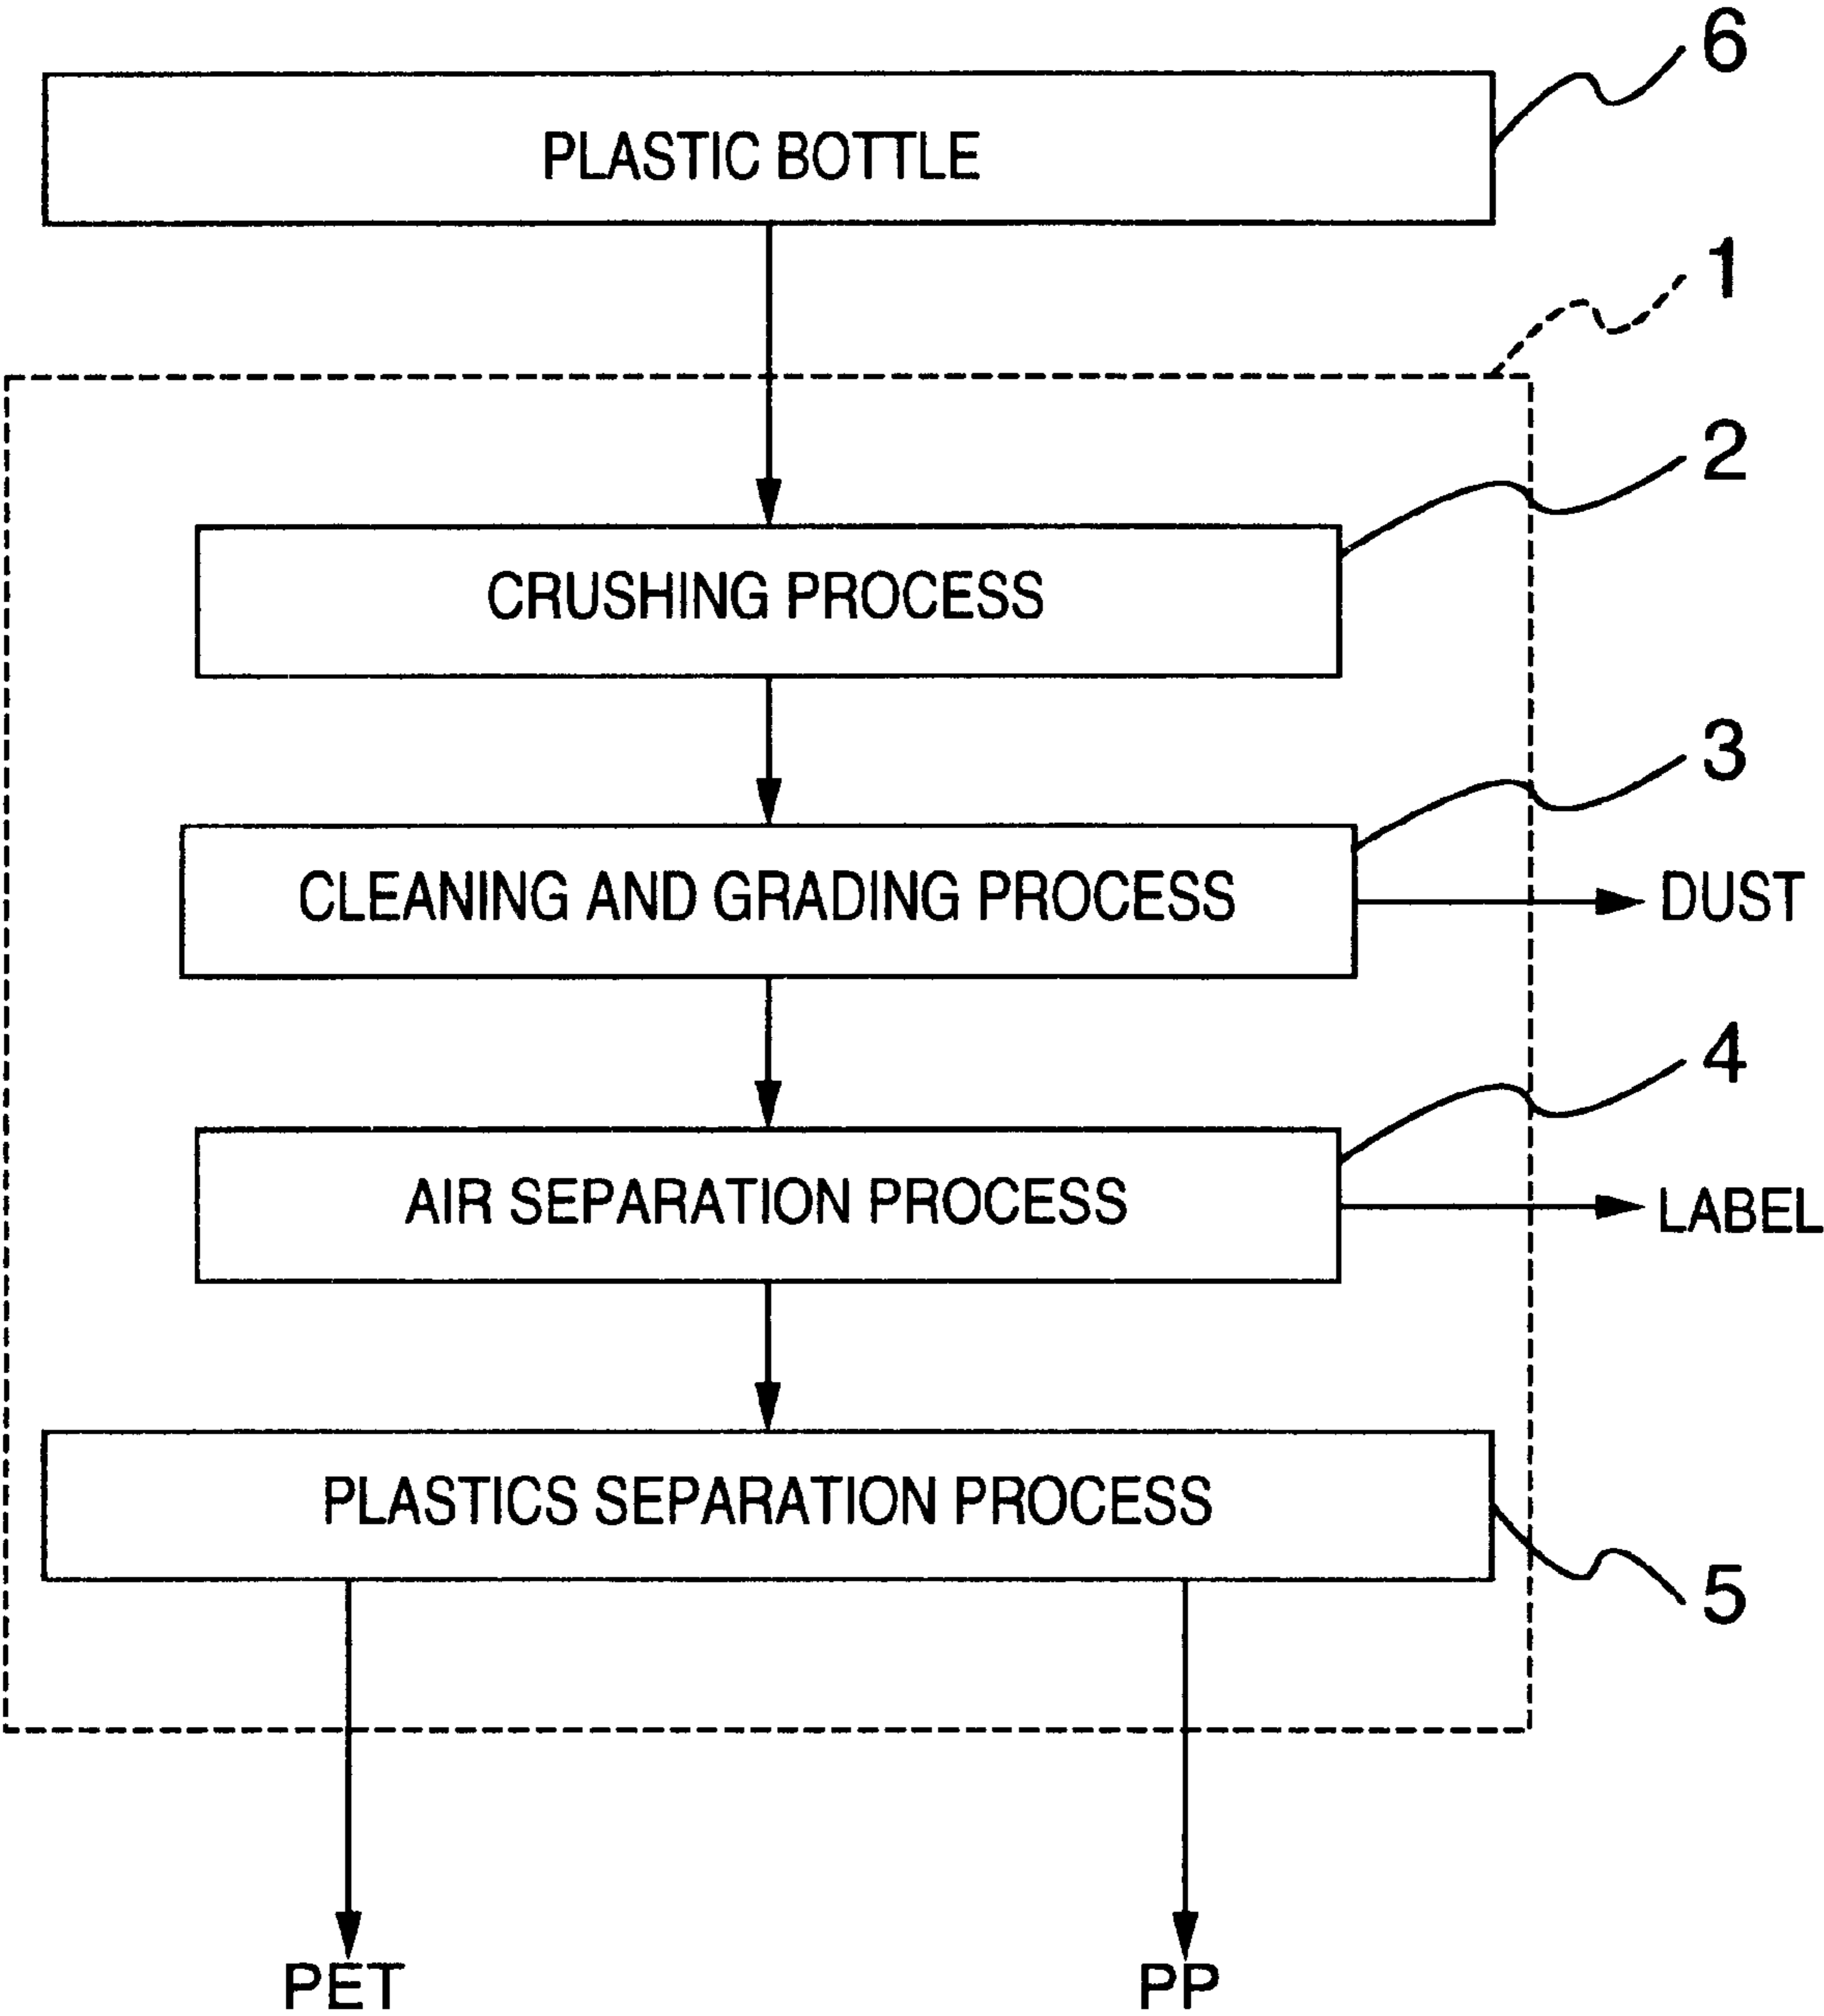 6
PLASTIC BOTTLE
1
2
CRUSHING PROCESS
3
CLEANING AND GRADING PROCESS
DUST
4
AIR SEPARATION PROCESS
LABEL
PLASTICS SEPARATION PROCESS
5
PET
PP